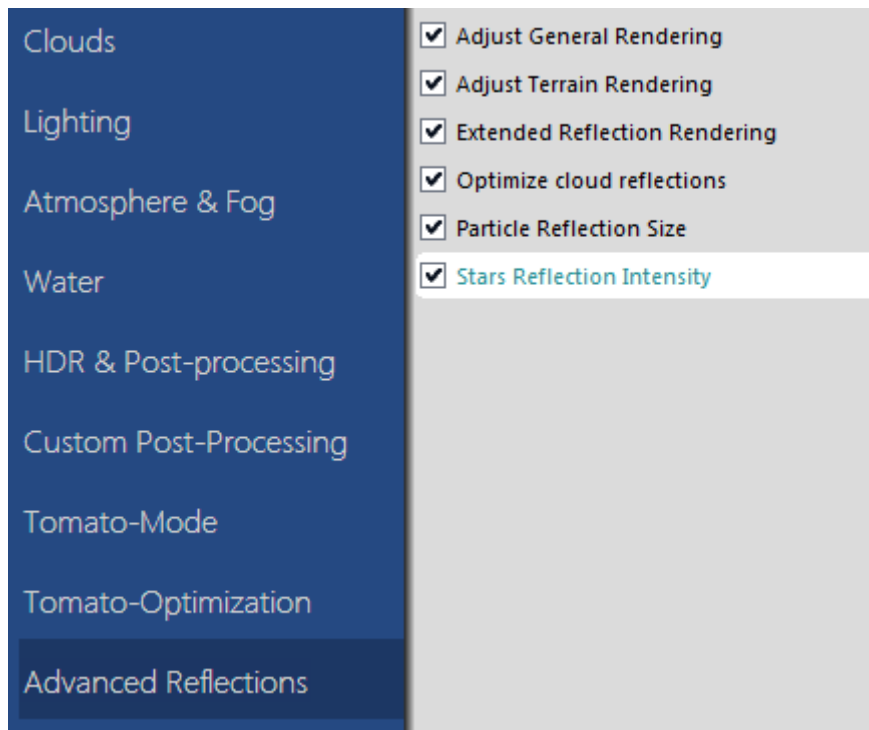 Clouds
Lighting
Atmosphere & Fog
Water
HDR & Post-processing
Custom Post-Processing
Tomato-Mode
Tomato-Optimization
Advanced Reflections
Adjust General Rendering
Adjust Terrain Rendering
Extended Reflection Rendering
Optimize cloud reflections
Particle Reflection Size
Stars Reflection Intensity